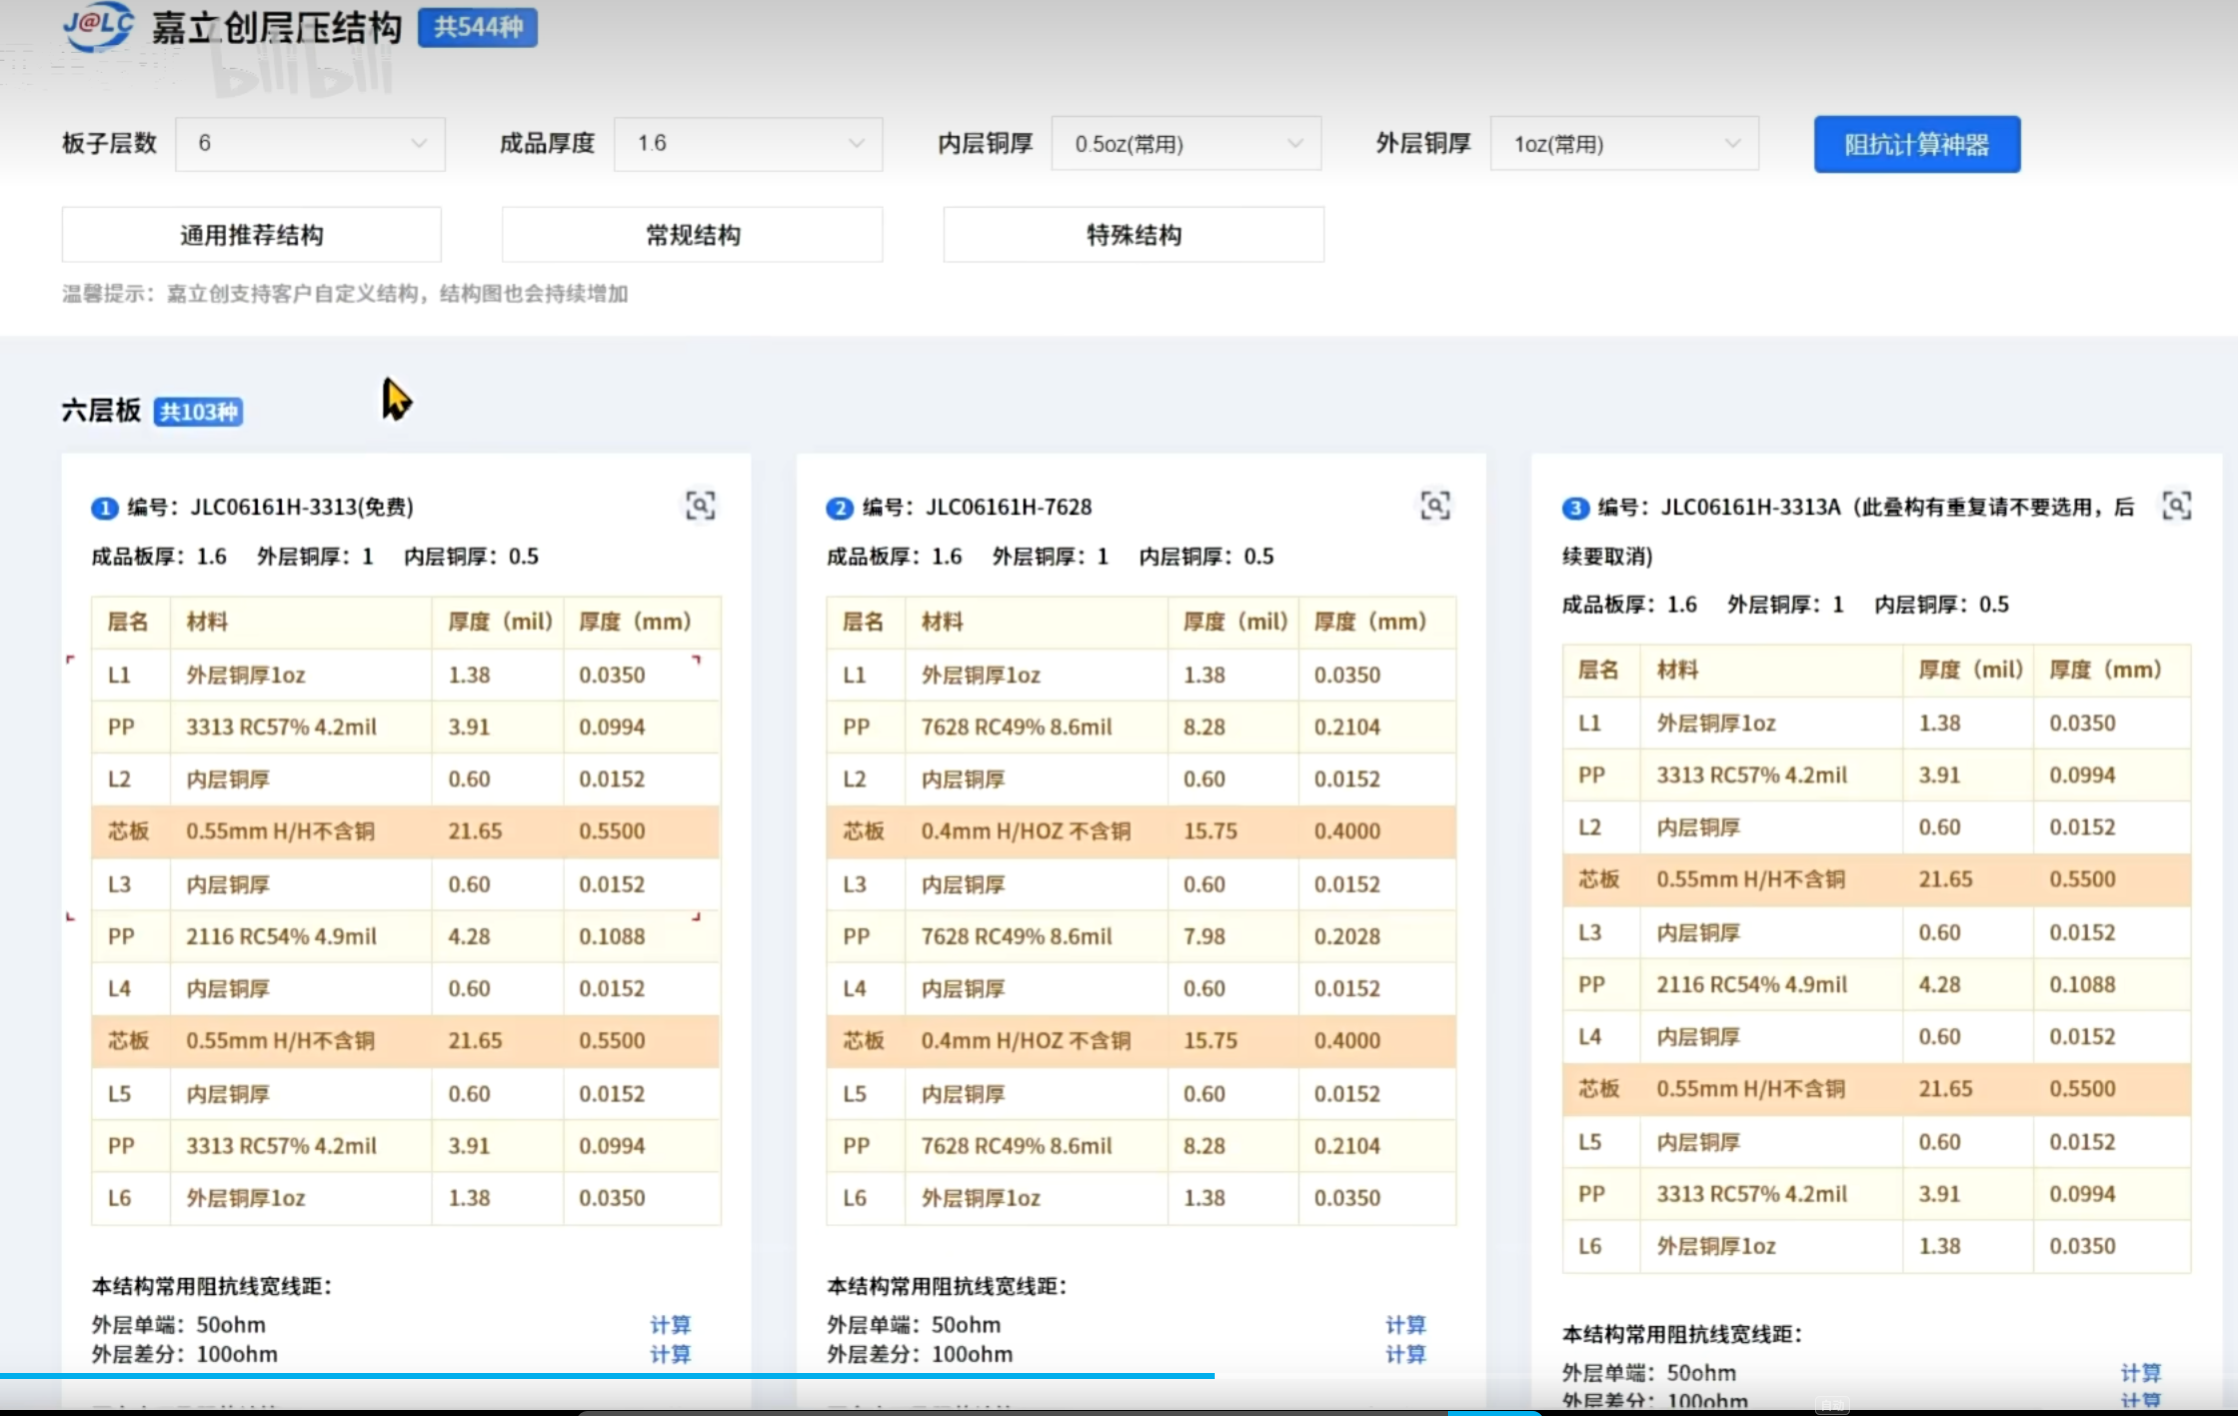 J@LC 嘉立创层压结构 共544种
bilibili
板子层数 6 成品厚度 1.6 内层铜厚 0.5oz(常用) 外层铜厚 1oz(常用) 阻抗计算神器
通用推荐结构 常规结构 特殊结构
温馨提示：嘉立创支持客户自定义结构，结构图也会持续增加
六层板 共103种
1 编号：JLC06161H-3313(免费)
成品板厚：1.6 外层铜厚：1 内层铜厚：0.5
层名 材料 厚度（mil） 厚度（mm）
L1 外层铜厚1oz 1.38 0.0350
PP 3313 RC57% 4.2mil 3.91 0.0994
L2 内层铜厚 0.60 0.0152
芯板 0.55mm H/H不含铜 21.65 0.5500
L3 内层铜厚 0.60 0.0152
PP 2116 RC54% 4.9mil 4.28 0.1088
L4 内层铜厚 0.60 0.0152
芯板 0.55mm H/H不含铜 21.65 0.5500
L5 内层铜厚 0.60 0.0152
PP 3313 RC57% 4.2mil 3.91 0.0994
L6 外层铜厚1oz 1.38 0.0350
本结构常用阻抗线宽线距：
外层单端：50ohm 计算
外层差分：100ohm 计算
2 编号：JLC06161H-7628
成品板厚：1.6 外层铜厚：1 内层铜厚：0.5
层名 材料 厚度（mil） 厚度（mm）
L1 外层铜厚1oz 1.38 0.0350
PP 7628 RC49% 8.6mil 8.28 0.2104
L2 内层铜厚 0.60 0.0152
芯板 0.4mm H/HOZ 不含铜 15.75 0.4000
L3 内层铜厚 0.60 0.0152
PP 7628 RC49% 8.6mil 7.98 0.2028
L4 内层铜厚 0.60 0.0152
芯板 0.4mm H/HOZ 不含铜 15.75 0.4000
L5 内层铜厚 0.60 0.0152
PP 7628 RC49% 8.6mil 8.28 0.2104
L6 外层铜厚1oz 1.38 0.0350
本结构常用阻抗线宽线距：
外层单端：50ohm 计算
外层差分：100ohm 计算
3 编号：JLC06161H-3313A（此叠构有重复请不要选用，后
续要取消)
成品板厚：1.6 外层铜厚：1 内层铜厚：0.5
层名 材料 厚度（mil） 厚度（mm）
L1 外层铜厚1oz 1.38 0.0350
PP 3313 RC57% 4.2mil 3.91 0.0994
L2 内层铜厚 0.60 0.0152
芯板 0.55mm H/H不含铜 21.65 0.5500
L3 内层铜厚 0.60 0.0152
PP 2116 RC54% 4.9mil 4.28 0.1088
L4 内层铜厚 0.60 0.0152
芯板 0.55mm H/H不含铜 21.65 0.5500
L5 内层铜厚 0.60 0.0152
PP 3313 RC57% 4.2mil 3.91 0.0994
L6 外层铜厚1oz 1.38 0.0350
本结构常用阻抗线宽线距：
外层单端：50ohm 计算
外层差分：100ohm 计算
自动